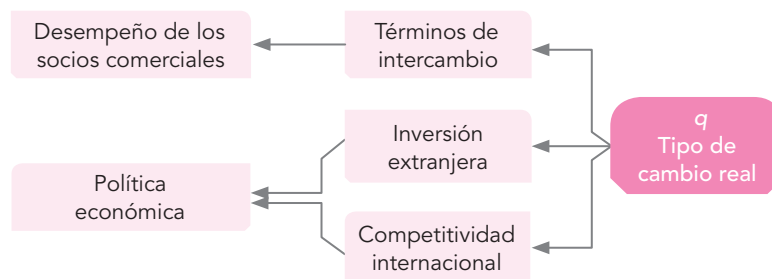 Desempeño de los
socios comerciales
Términos de
intercambio
q
Tipo de
cambio real
Inversión
extranjera
Política
económica
Competitividad
internacional